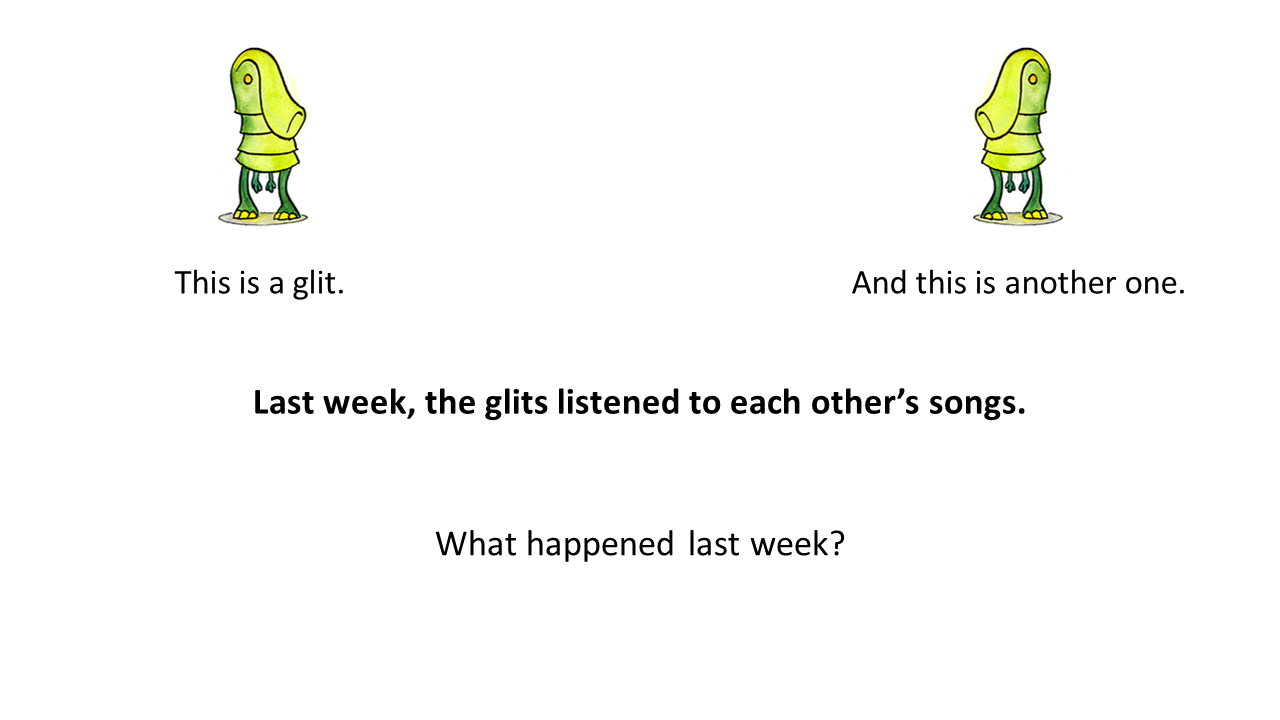 This is a glit.
And this is another one.
Last week, the glits listened to each other’s songs.
What happened last week?